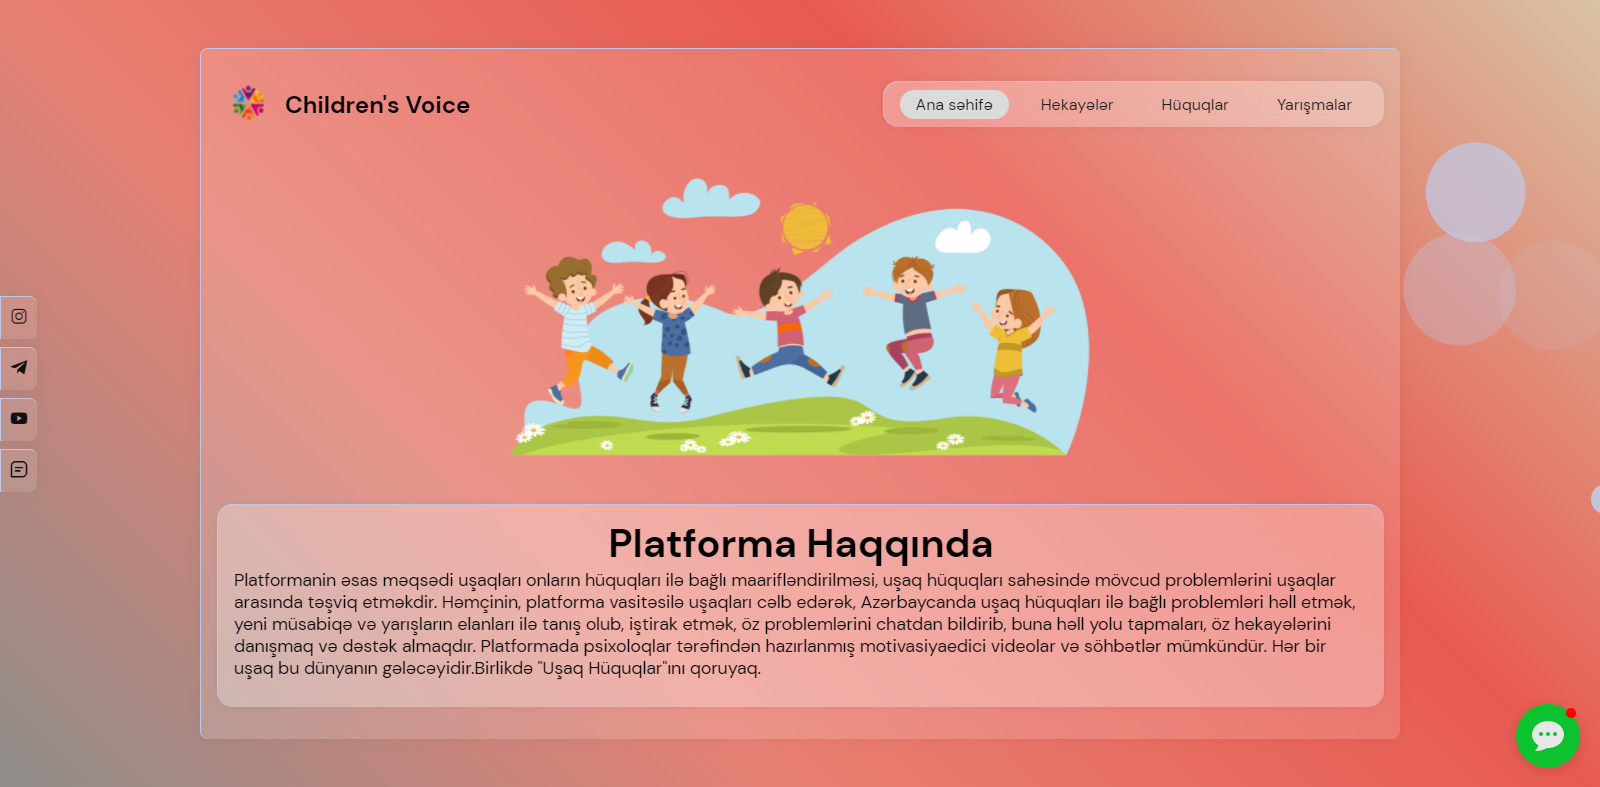 Children's Voice
Ana səhifə
Hekayələr
Hüquqlar
Yarışmalar
Platforma Haqqında
Platformanin əsas məqsədi uşaqları onların hüquqları ilə bağlı maarifləndirilməsi, uşaq hüquqları sahəsində mövcud problemlərini uşaqlar
arasında təşviq etməkdir. Həmçinin, platforma vasitəsilə uşaqları cəlb edərək, Azərbaycanda uşaq hüquqları ilə bağlı problemləri həll etmək,
yeni müsabiqə və yarışların elanları ilə tanış olub, iştirak etmək, öz problemlərini chatdan bildirib, buna həll yolu tapmaları, öz hekayələrini
danışmaq və dəstək almaqdır. Platformada psixoloqlar tərəfindən hazırlanmış motivasiyaedici videolar və söhbətlər mümkündür. Hər bir
uşaq bu dünyanın gələcəyidir.Birlikdə "Uşaq Hüquqlar"ını qoruyaq.